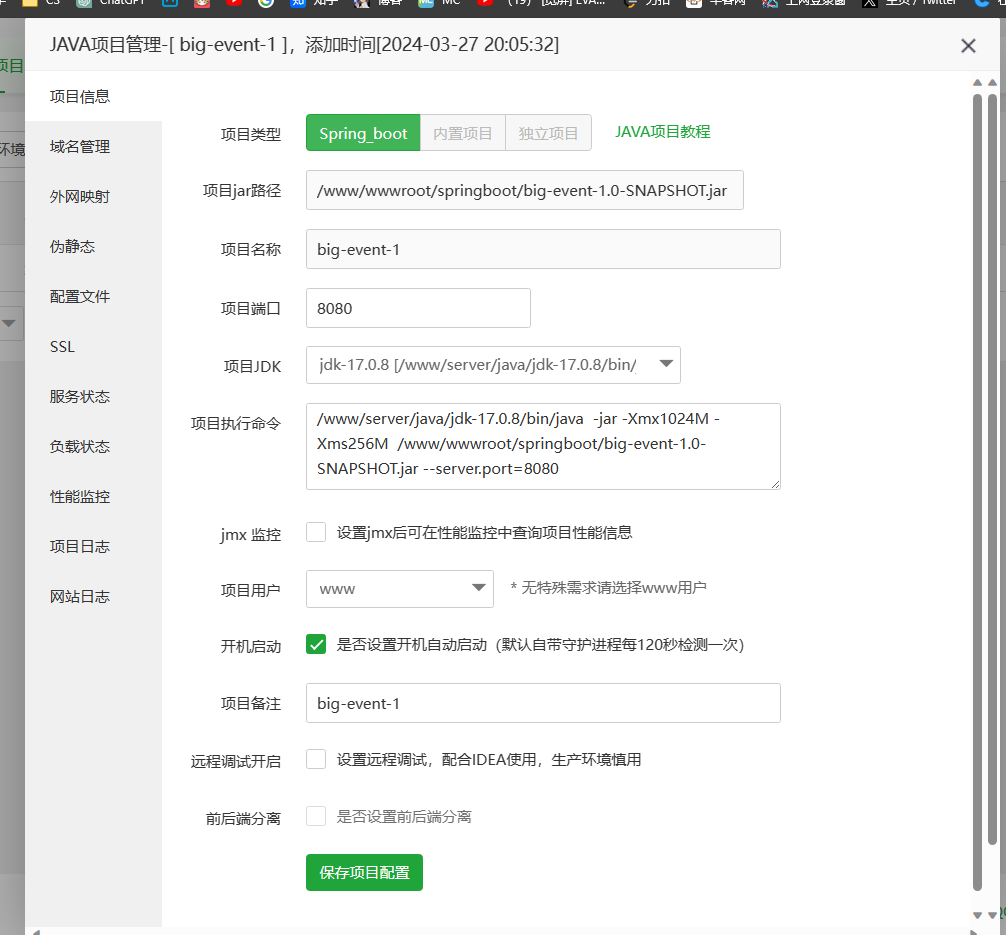 CS
ChatGPT
知乎
博客
MC
主页 / Twitter
JAVA项目管理-[ big-event-1 ]，添加时间[2024-03-27 20:05:32]
项目
环境
项目信息
域名管理
外网映射
伪静态
配置文件
SSL
服务状态
负载状态
性能监控
项目日志
网站日志
项目类型 Spring_boot 内置项目 独立项目 JAVA项目教程
项目jar路径 /www/wwwroot/springboot/big-event-1.0-SNAPSHOT.jar
项目名称 big-event-1
项目端口 8080
项目JDK jdk-17.0.8 [/www/server/java/jdk-17.0.8/bin/
项目执行命令 /www/server/java/jdk-17.0.8/bin/java  -jar -Xmx1024M -
Xms256M  /www/wwwroot/springboot/big-event-1.0-
SNAPSHOT.jar --server.port=8080
jmx 监控 设置jmx后可在性能监控中查询项目性能信息
项目用户 www * 无特殊需求请选择www用户
开机启动 是否设置开机自动启动（默认自带守护进程每120秒检测一次）
项目备注 big-event-1
远程调试开启 设置远程调试，配合IDEA使用，生产环境慎用
前后端分离 是否设置前后端分离
保存项目配置